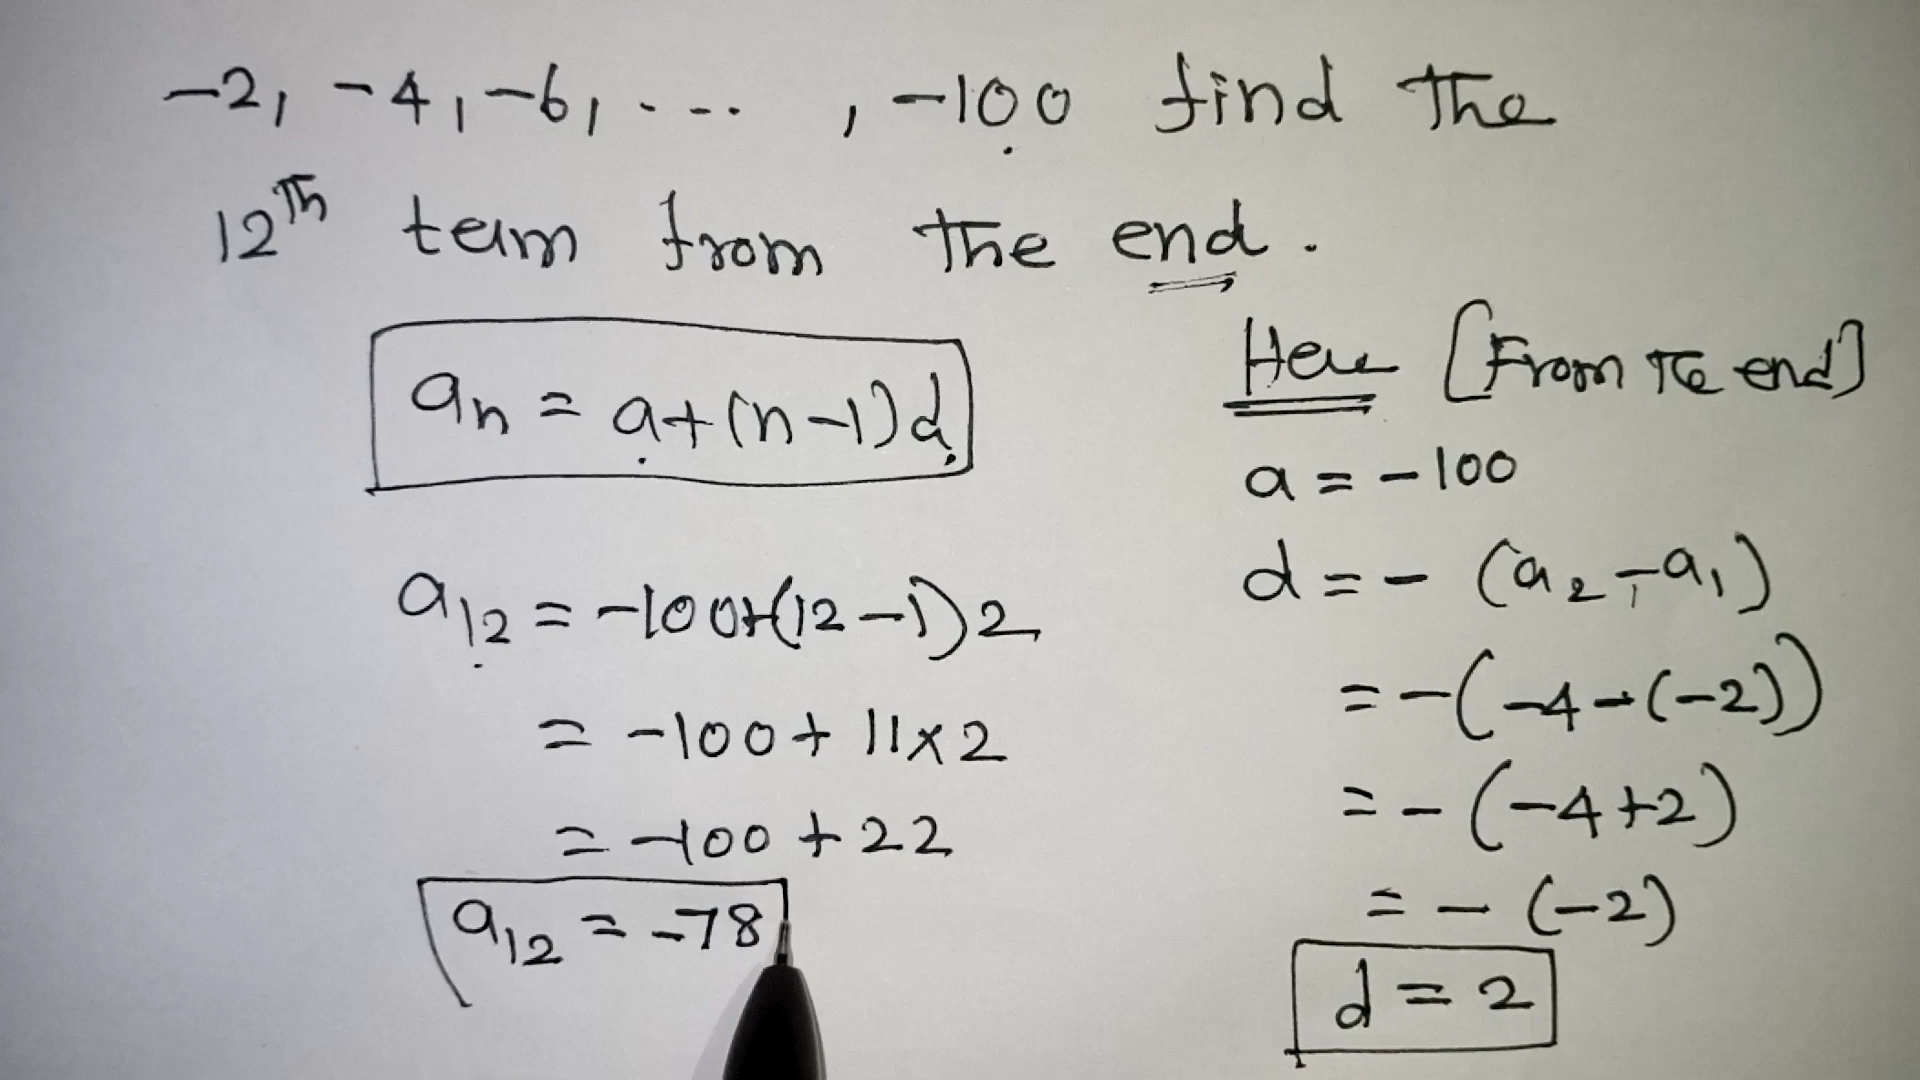 -2, -4, -6, - - - - , -100 find the
12th term from the end.
an = a+(n-1)d
a12 = -100+(12-1)2
= -100+ 11×2
= -100 +22
a12 = -78
Here [From the end]
a = -100
d = - (a2-a1)
= -(-4-(-2))
= - (-4+2)
= - (-2)
d = 2